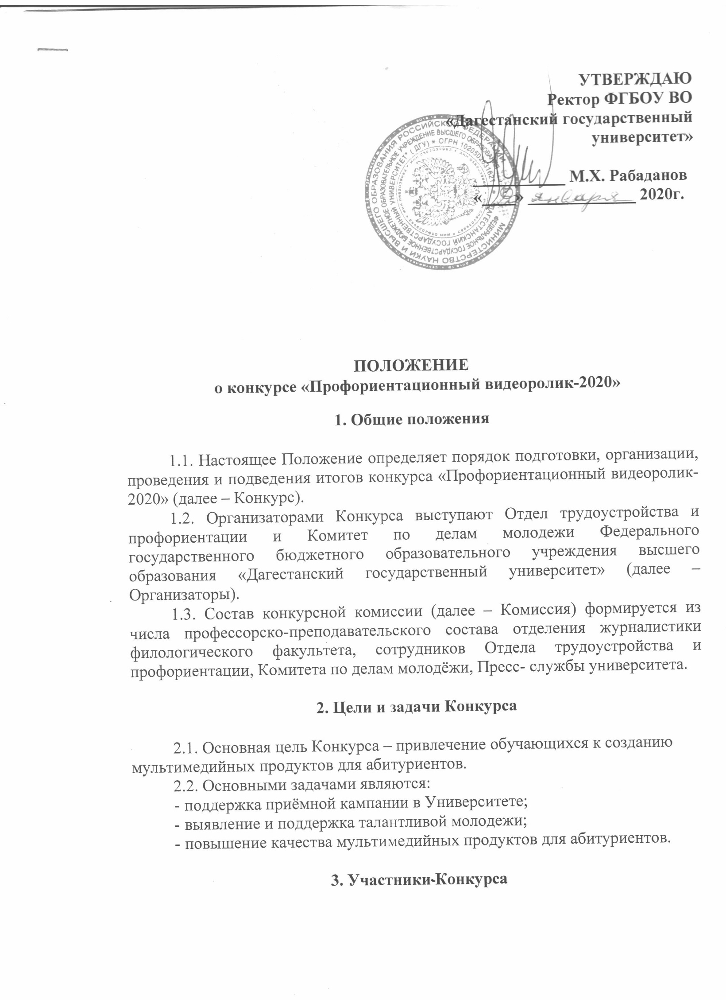 УТВЕРЖДАЮ
Ректор ФГБОУ ВО
«Дагестанский государственный
университет»
М.Х. Рабаданов
« » января 2020г.
МИНИСТЕРСТВО НАУКИ И ВЫСШЕГО ОБРАЗОВАНИЯ РОССИЙСКОЙ ФЕДЕРАЦИИ
ФЕДЕРАЛЬНОЕ ГОСУДАРСТВЕННОЕ БЮДЖЕТНОЕ ОБРАЗОВАТЕЛЬНОЕ УЧРЕЖДЕНИЕ ВЫСШЕГО ОБРАЗОВАНИЯ
ДАГЕСТАНСКИЙ ГОСУДАРСТВЕННЫЙ УНИВЕРСИТЕТ" (ДГУ) * ОГРН 1020502631621 *
ПОЛОЖЕНИЕ
о конкурсе «Профориентационный видеоролик-2020»
1. Общие положения
1.1. Настоящее Положение определяет порядок подготовки, организации,
проведения и подведения итогов конкурса «Профориентационный видеоролик-
2020» (далее – Конкурс).
1.2. Организаторами Конкурса выступают Отдел трудоустройства и
профориентации и Комитет по делам молодежи Федерального
государственного бюджетного образовательного учреждения высшего
образования «Дагестанский государственный университет» (далее –
Организаторы).
1.3. Состав конкурсной комиссии (далее – Комиссия) формируется из
числа профессорско-преподавательского состава отделения журналистики
филологического факультета, сотрудников Отдела трудоустройства и
профориентации, Комитета по делам молодёжи, Пресс- службы университета.
2. Цели и задачи Конкурса
2.1. Основная цель Конкурса – привлечение обучающихся к созданию
мультимедийных продуктов для абитуриентов.
2.2. Основными задачами являются:
- поддержка приёмной кампании в Университете;
- выявление и поддержка талантливой молодежи;
- повышение качества мультимедийных продуктов для абитуриентов.
3. Участники Конкурса